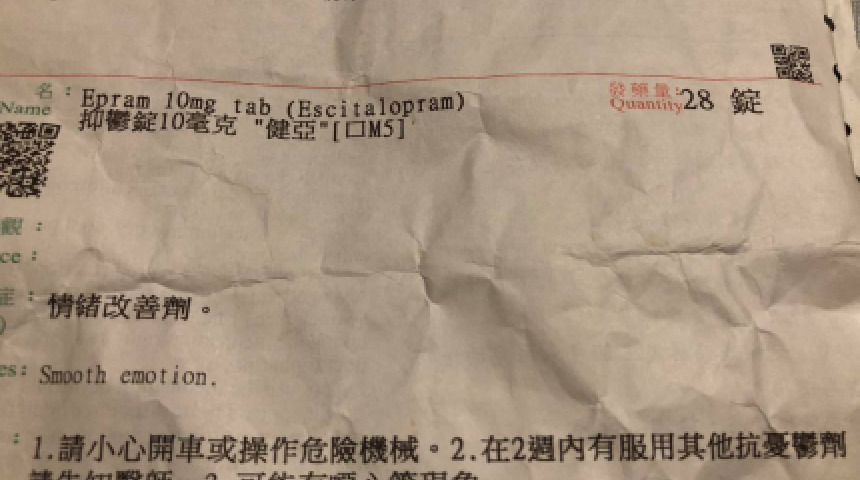 名：
Name
Epram 10mg tab (Escitalopram)
抑鬱錠10毫克 "健亞"[口M5]
發藥量：
Quantity
28 錠
觀：
ce：
症：
情緒改善劑。
es:
Smooth emotion.
：
1.請小心開車或操作危險機械。2.在2週內有服用其他抗憂鬱劑